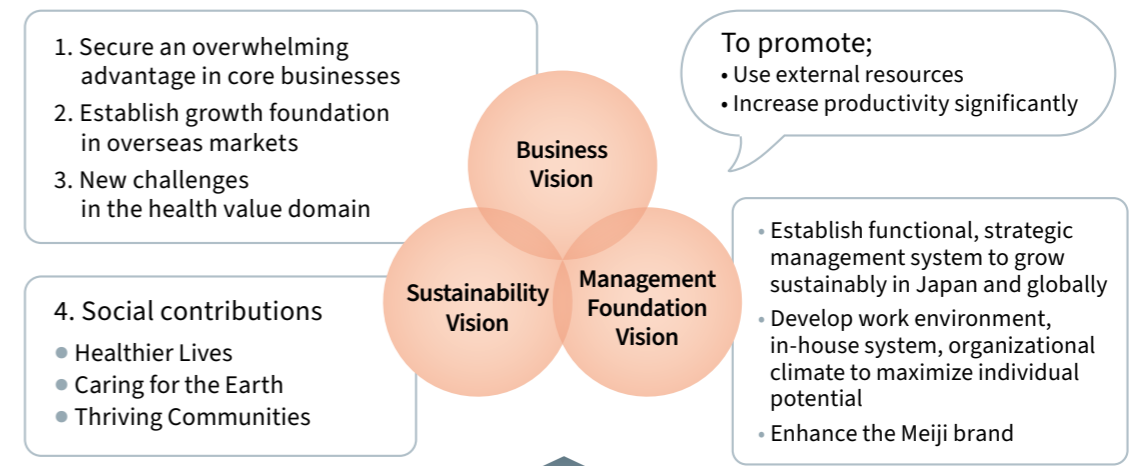 1. Secure an overwhelming
advantage in core businesses
2. Establish growth foundation
in overseas markets
3. New challenges
in the health value domain
4. Social contributions
● Healthier Lives
● Caring for the Earth
● Thriving Communities
Business
Vision
Sustainability
Vision
Management
Foundation
Vision
To promote;
• Use external resources
• Increase productivity significantly
• Establish functional, strategic
management system to grow
sustainably in Japan and globally
• Develop work environment,
in-house system, organizational
climate to maximize individual
potential
• Enhance the Meiji brand